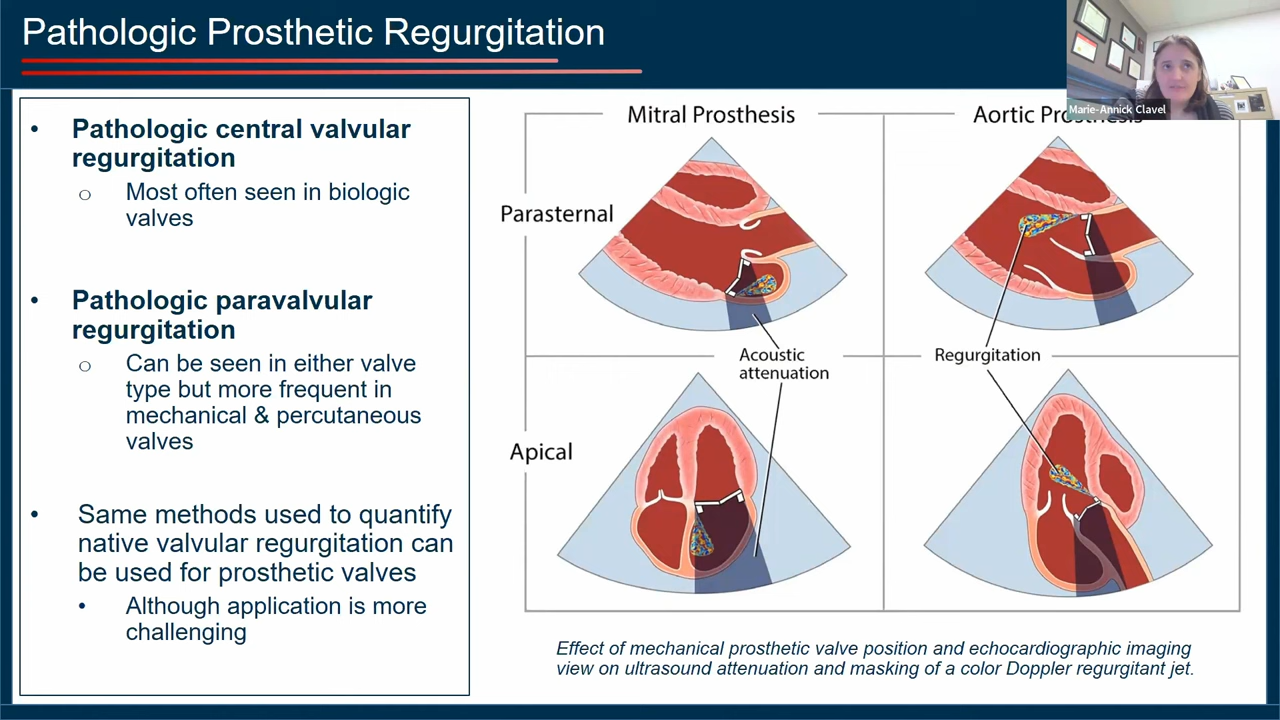 Pathologic Prosthetic Regurgitation
Marie-Annick Clavel
• Pathologic central valvular
regurgitation
o Most often seen in biologic
valves
• Pathologic paravalvular
regurgitation
o Can be seen in either valve
type but more frequent in
mechanical & percutaneous
valves
• Same methods used to quantify
native valvular regurgitation can
be used for prosthetic valves
• Although application is more
challenging
Mitral Prosthesis
Aortic Prosthesis
Parasternal
Acoustic
attenuation
Regurgitation
Apical
Effect of mechanical prosthetic valve position and echocardiographic imaging
view on ultrasound attenuation and masking of a color Doppler regurgitant jet.